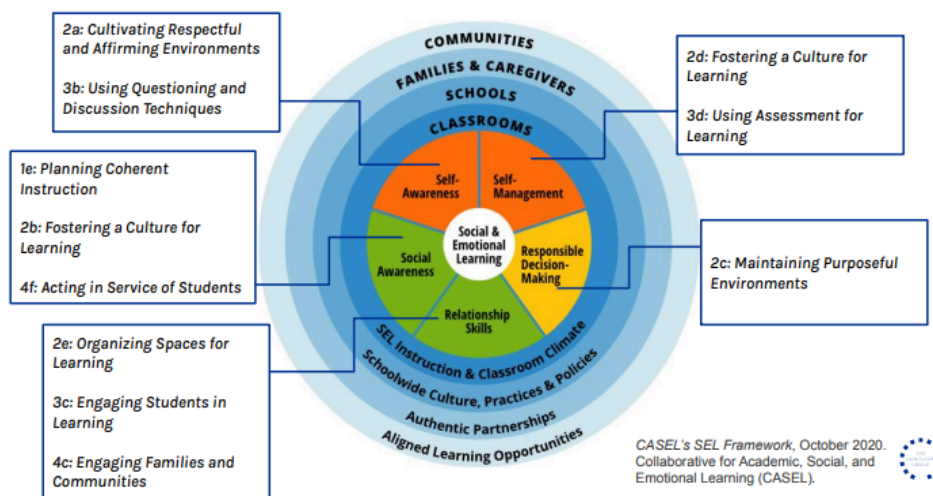 2a: Cultivating Respectful
and Affirming Environments
3b: Using Questioning and
Discussion Techniques
1e: Planning Coherent
Instruction
2b: Fostering a Culture for
Learning
4f: Acting in Service of Students
2e: Organizing Spaces for
Learning
3c: Engaging Students in
Learning
4c: Engaging Families and
Communities
COMMUNITIES
FAMILIES & CAREGIVERS
SCHOOLS
CLASSROOMS
Self-
Awareness
Self-
Management
Social &
Emotional
Learning
Social
Awareness
Responsible
Decision-
Making
Relationship
Skills
SEL Instruction & Classroom Climate
Schoolwide Culture, Practices & Policies
Authentic Partnerships
Aligned Learning Opportunities
2d: Fostering a Culture for
Learning
3d: Using Assessment for
Learning
2c: Maintaining Purposeful
Environments
CASEL's SEL Framework, October 2020.
Collaborative for Academic, Social, and
Emotional Learning (CASEL).
THE
DANIELSON
GROUP